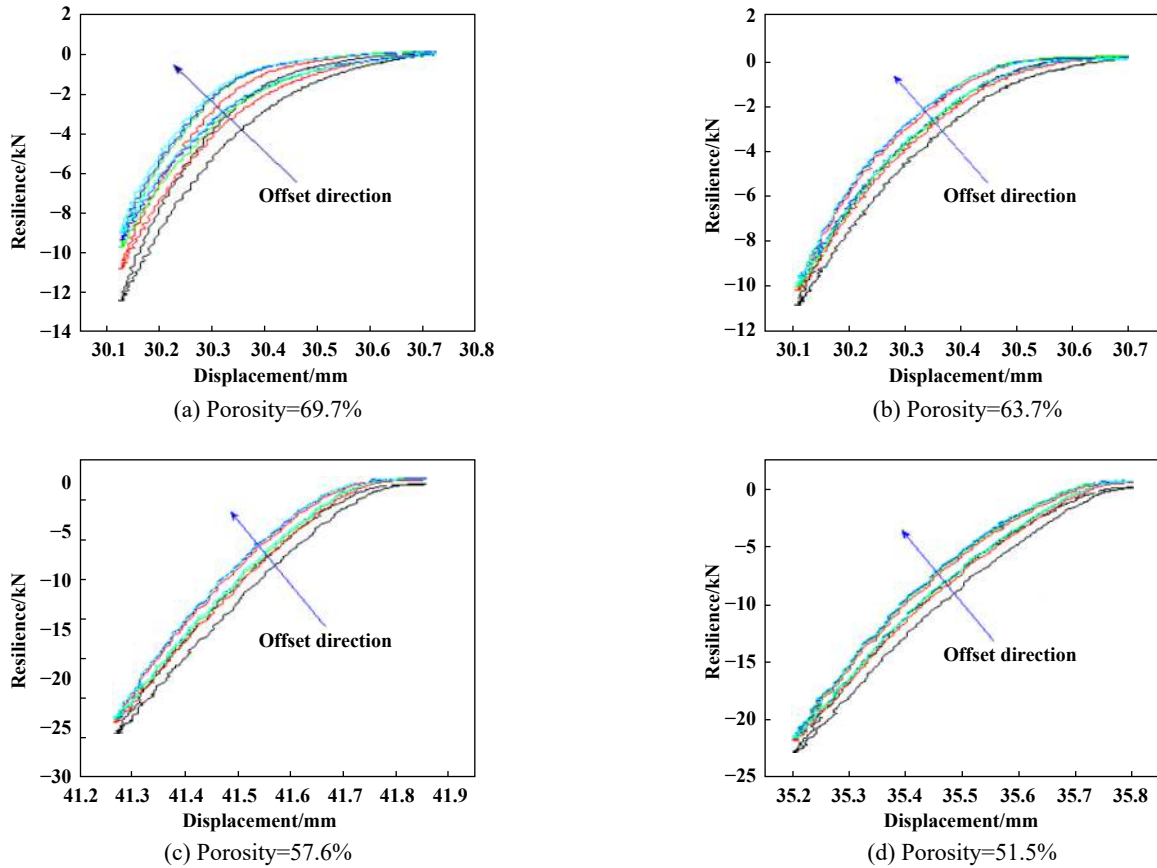 2
0
−2
−4
−6
−8
−10
−12
−14
Resilience/kN
Offset direction
30.1 30.2 30.3 30.4 30.5 30.6 30.7 30.8
Displacement/mm
(a) Porosity=69.7%
2
0
−2
−4
−6
−8
−10
−12
Resilience/kN
Offset direction
30.1 30.2 30.3 30.4 30.5 30.6 30.7
Displacement/mm
(b) Porosity=63.7%
0
−5
−10
−15
−20
−25
−30
Resilience/kN
Offset direction
41.2 41.3 41.4 41.5 41.6 41.7 41.8 41.9
Displacement/mm
(c) Porosity=57.6%
0
−5
−10
−15
−20
−25
Resilience/kN
Offset direction
35.2 35.3 35.4 35.5 35.6 35.7 35.8
Displacement/mm
(d) Porosity=51.5%